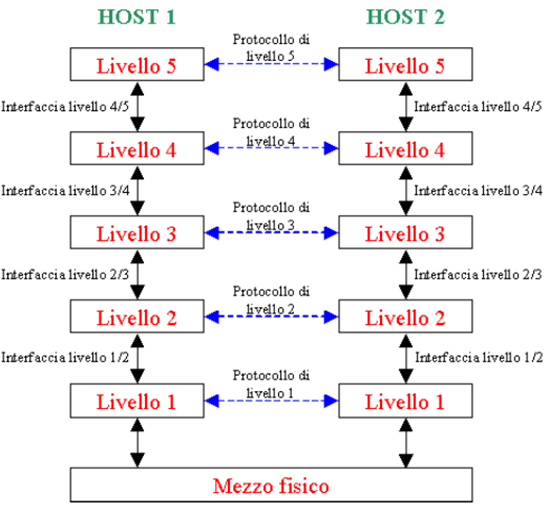 HOST 1
HOST 2
Protocollo di
livello 5
Livello 5
Livello 5
Interfaccia livello 4/5
Interfaccia livello 4/5
Protocollo di
livello 4
Livello 4
Livello 4
Interfaccia livello 3/4
Interfaccia livello 3/4
Protocollo di
livello 3
Livello 3
Livello 3
Interfaccia livello 2/3
Interfaccia livello 2/3
Protocollo di
livello 2
Livello 2
Livello 2
Interfaccia livello 1/2
Interfaccia livello 1/2
Protocollo di
livello 1
Livello 1
Livello 1
Mezzo fisico